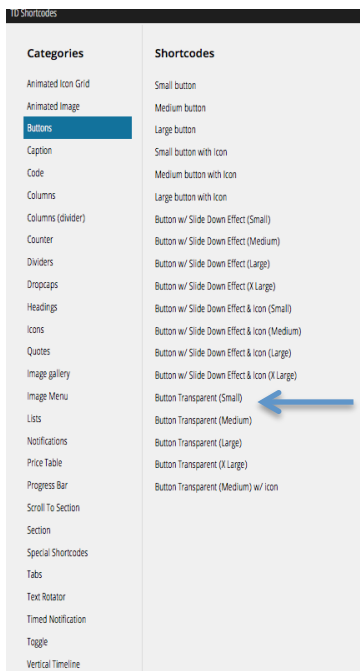 TD Shortcodes
Categories
Animated Icon Grid
Animated Image
Buttons
Caption
Code
Columns
Columns (divider)
Counter
Dividers
Dropcaps
Headings
Icons
Quotes
Image gallery
Image Menu
Lists
Notifications
Price Table
Progress Bar
Scroll To Section
Section
Special Shortcodes
Tabs
Text Rotator
Timed Notification
Toggle
Vertical Timeline
Shortcodes
Small button
Medium button
Large button
Small button with Icon
Medium button with Icon
Large button with Icon
Button w/ Slide Down Effect (Small)
Button w/ Slide Down Effect (Medium)
Button w/ Slide Down Effect (Large)
Button w/ Slide Down Effect (X Large)
Button w/ Slide Down Effect & Icon (Small)
Button w/ Slide Down Effect & Icon (Medium)
Button w/ Slide Down Effect & Icon (Large)
Button w/ Slide Down Effect & Icon (X Large)
Button Transparent (Small)
Button Transparent (Medium)
Button Transparent (Large)
Button Transparent (X Large)
Button Transparent (Medium) w/ icon